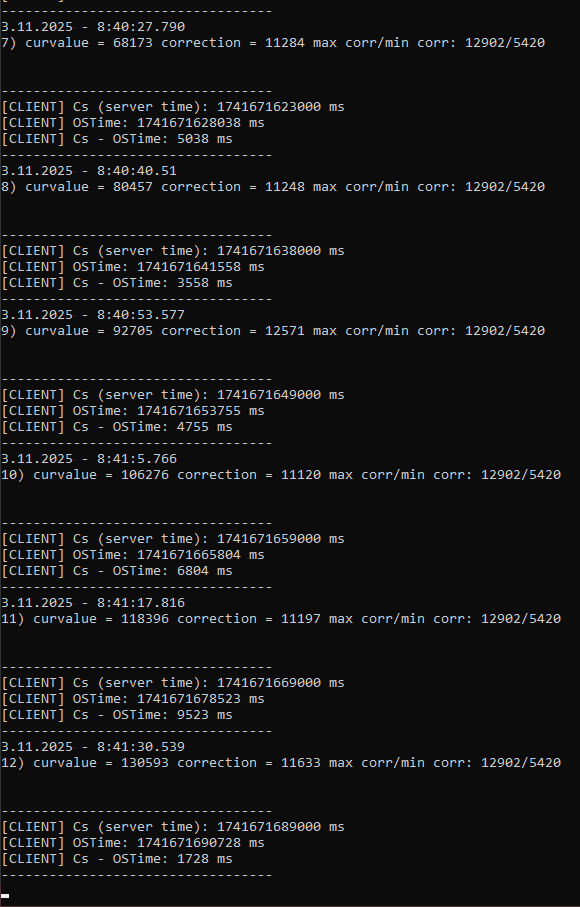 ----------------------------------
3.11.2025 - 8:40:27.790
7) curvalue = 68173 correction = 11284 max corr/min corr: 12902/5420
----------------------------------
[CLIENT] Cs (server time): 1741671623000 ms
[CLIENT] OSTime: 1741671628038 ms
[CLIENT] Cs - OSTime: 5038 ms
----------------------------------
3.11.2025 - 8:40:40.51
8) curvalue = 80457 correction = 11248 max corr/min corr: 12902/5420
----------------------------------
[CLIENT] Cs (server time): 1741671638000 ms
[CLIENT] OSTime: 1741671641558 ms
[CLIENT] Cs - OSTime: 3558 ms
----------------------------------
3.11.2025 - 8:40:53.577
9) curvalue = 92705 correction = 12571 max corr/min corr: 12902/5420
----------------------------------
[CLIENT] Cs (server time): 1741671649000 ms
[CLIENT] OSTime: 1741671653755 ms
[CLIENT] Cs - OSTime: 4755 ms
----------------------------------
3.11.2025 - 8:41:5.766
10) curvalue = 106276 correction = 11120 max corr/min corr: 12902/5420
----------------------------------
[CLIENT] Cs (server time): 1741671659000 ms
[CLIENT] OSTime: 1741671665804 ms
[CLIENT] Cs - OSTime: 6804 ms
----------------------------------
3.11.2025 - 8:41:17.816
11) curvalue = 118396 correction = 11197 max corr/min corr: 12902/5420
----------------------------------
[CLIENT] Cs (server time): 1741671669000 ms
[CLIENT] OSTime: 1741671678523 ms
[CLIENT] Cs - OSTime: 9523 ms
----------------------------------
3.11.2025 - 8:41:30.539
12) curvalue = 130593 correction = 11633 max corr/min corr: 12902/5420
----------------------------------
[CLIENT] Cs (server time): 1741671689000 ms
[CLIENT] OSTime: 1741671690728 ms
[CLIENT] Cs - OSTime: 1728 ms
----------------------------------